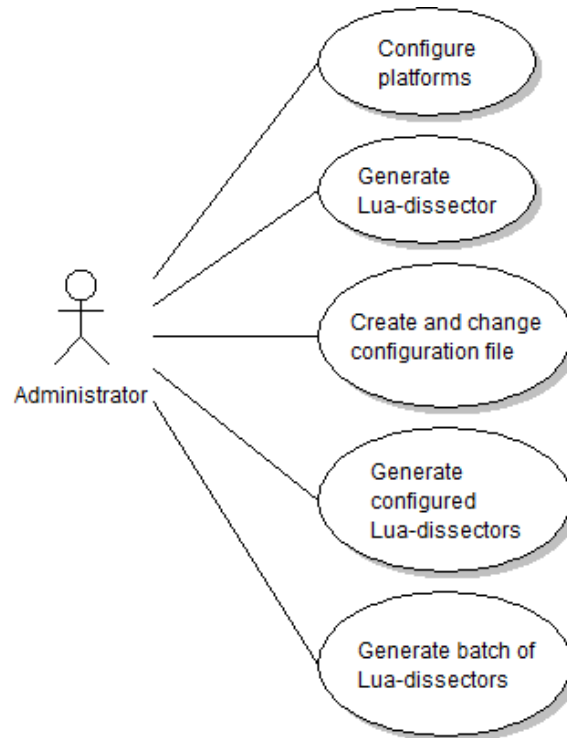 Configure
platforms
Generate
Lua-dissector
Create and change
configuration file
Administrator
Generate
configured
Lua-dissectors
Generate batch of
Lua-dissectors